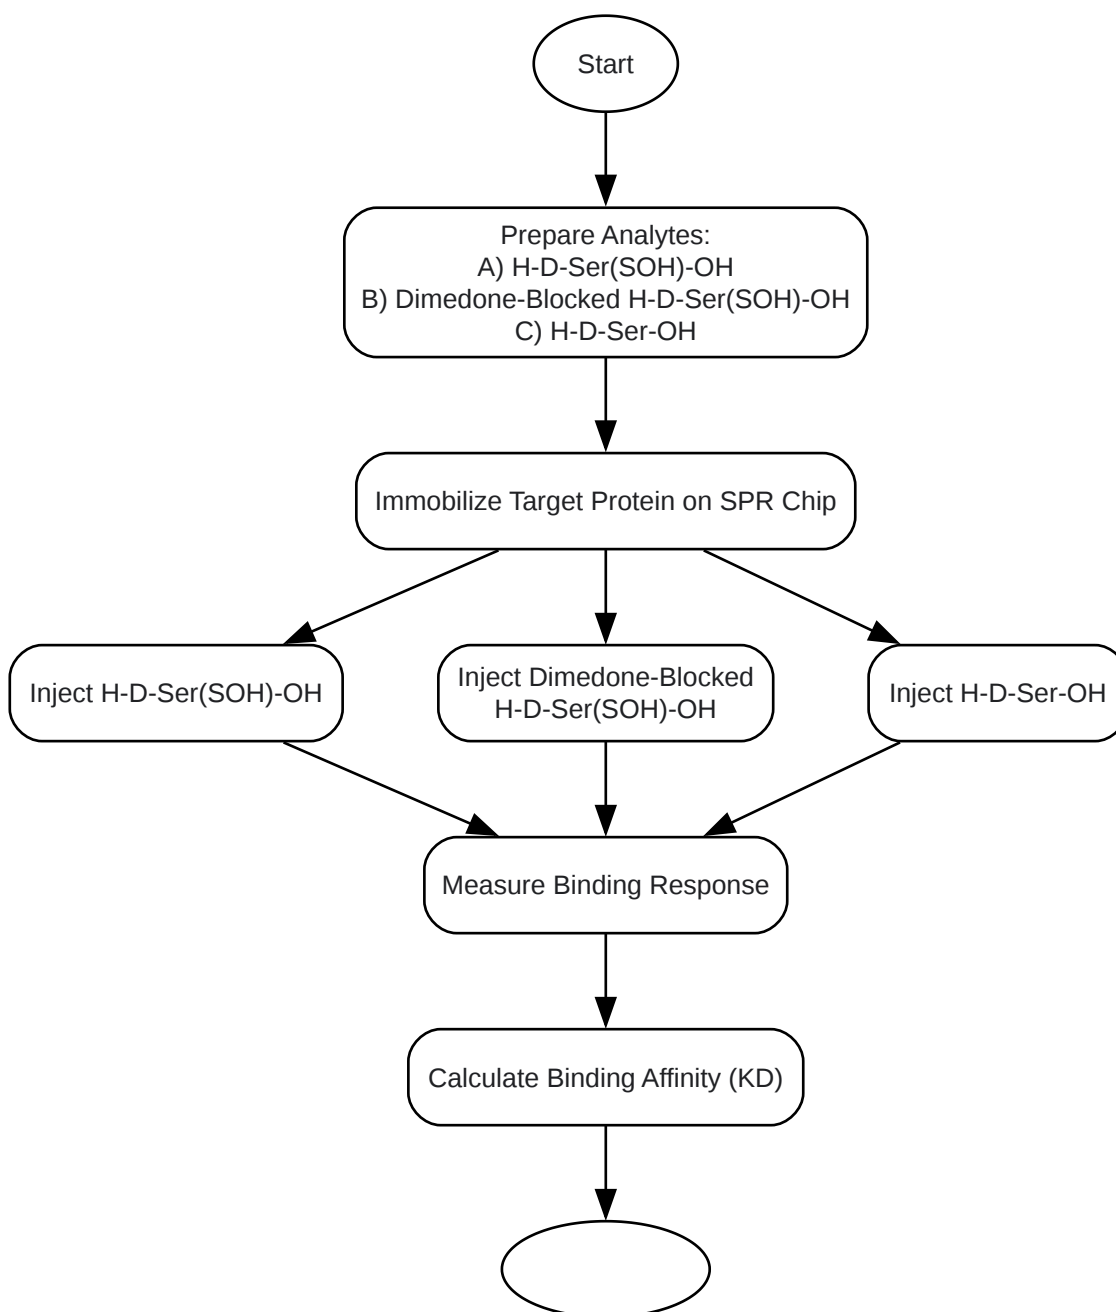 Start
Prepare Analytes:
A) H-D-Ser(SOH)-OH
B) Dimedone-Blocked H-D-Ser(SOH)-OH
C) H-D-Ser-OH
Immobilize Target Protein on SPR Chip
Inject H-D-Ser(SOH)-OH
Inject Dimedone-Blocked
H-D-Ser(SOH)-OH
Inject H-D-Ser-OH
Measure Binding Response
Calculate Binding Affinity (KD)